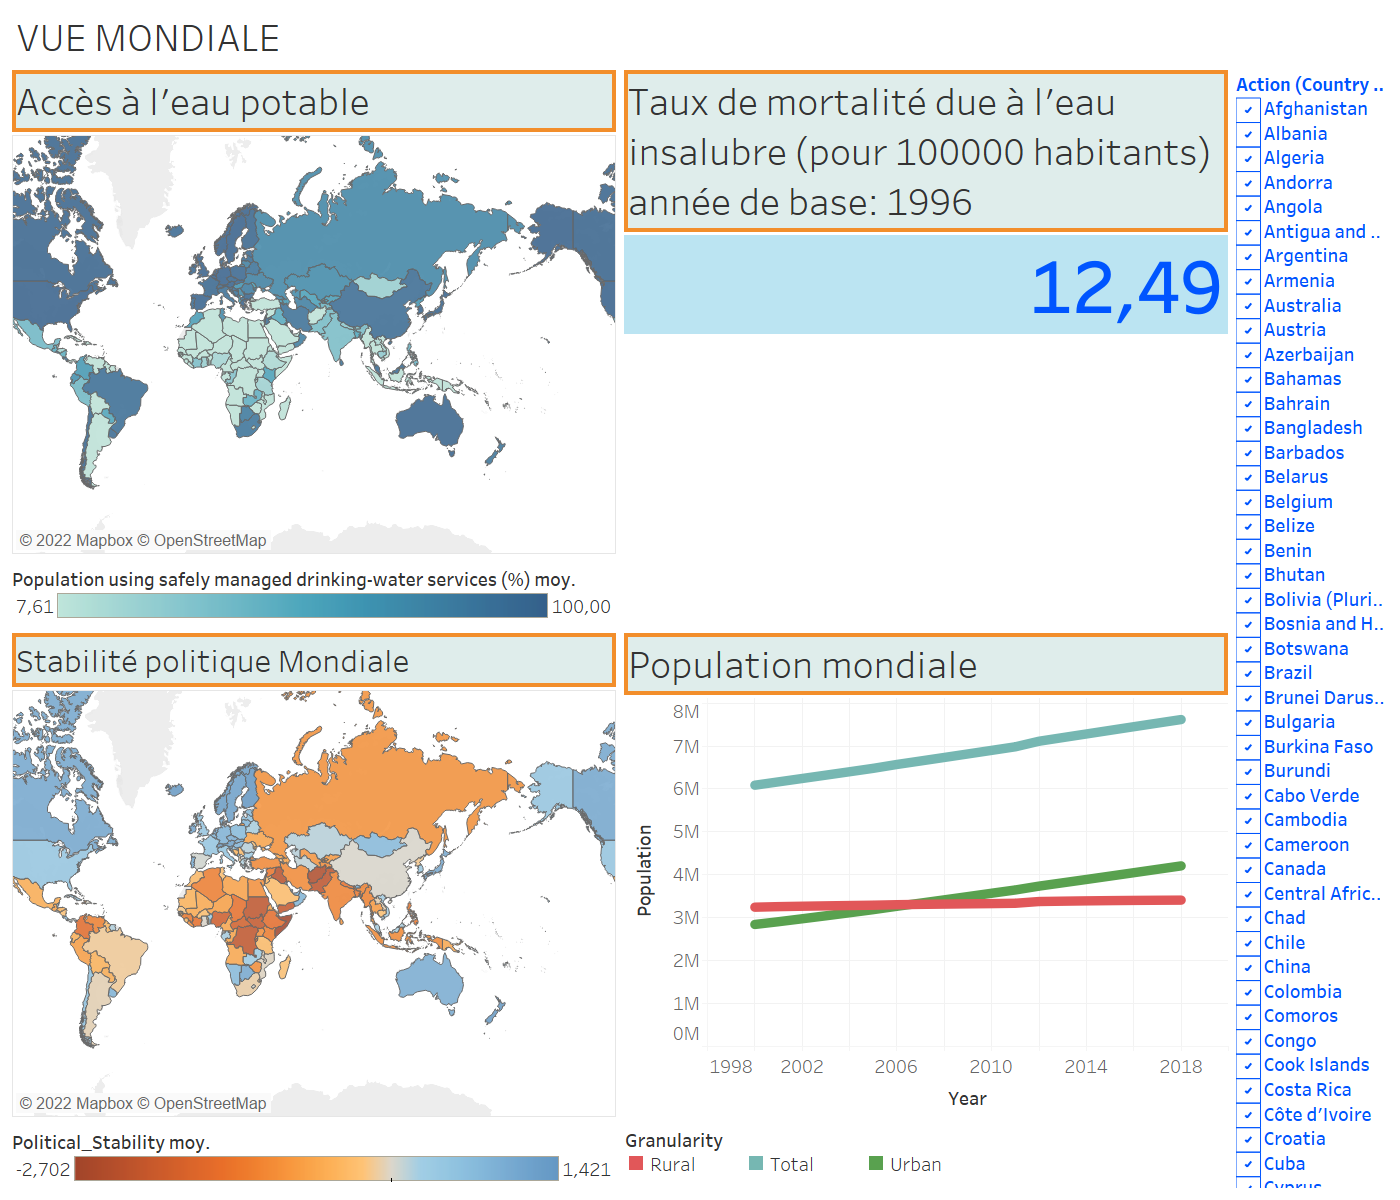 VUE MONDIALE
Accès à l’eau potable
© 2022 Mapbox © OpenStreetMap
Population using safely managed drinking-water services (%) moy.
7,61
100,00
Taux de mortalité due à l’eau
insalubre (pour 100000 habitants)
année de base: 1996
12,49
Stabilité politique Mondiale
© 2022 Mapbox © OpenStreetMap
Political_Stability moy.
-2,702
1,421
Population mondiale
8M
7M
6M
5M
4M
3M
2M
1M
0M
Population
1998 2002 2006 2010 2014 2018
Year
Granularity
Rural Total Urban
Action (Country ..
Afghanistan
Albania
Algeria
Andorra
Angola
Antigua and ..
Argentina
Armenia
Australia
Austria
Azerbaijan
Bahamas
Bahrain
Bangladesh
Barbados
Belarus
Belgium
Belize
Benin
Bhutan
Bolivia (Pluri..
Bosnia and H..
Botswana
Brazil
Brunei Darus..
Bulgaria
Burkina Faso
Burundi
Cabo Verde
Cambodia
Cameroon
Canada
Central Afric..
Chad
Chile
China
Colombia
Comoros
Congo
Cook Islands
Costa Rica
Côte d’Ivoire
Croatia
Cuba
Cyprus